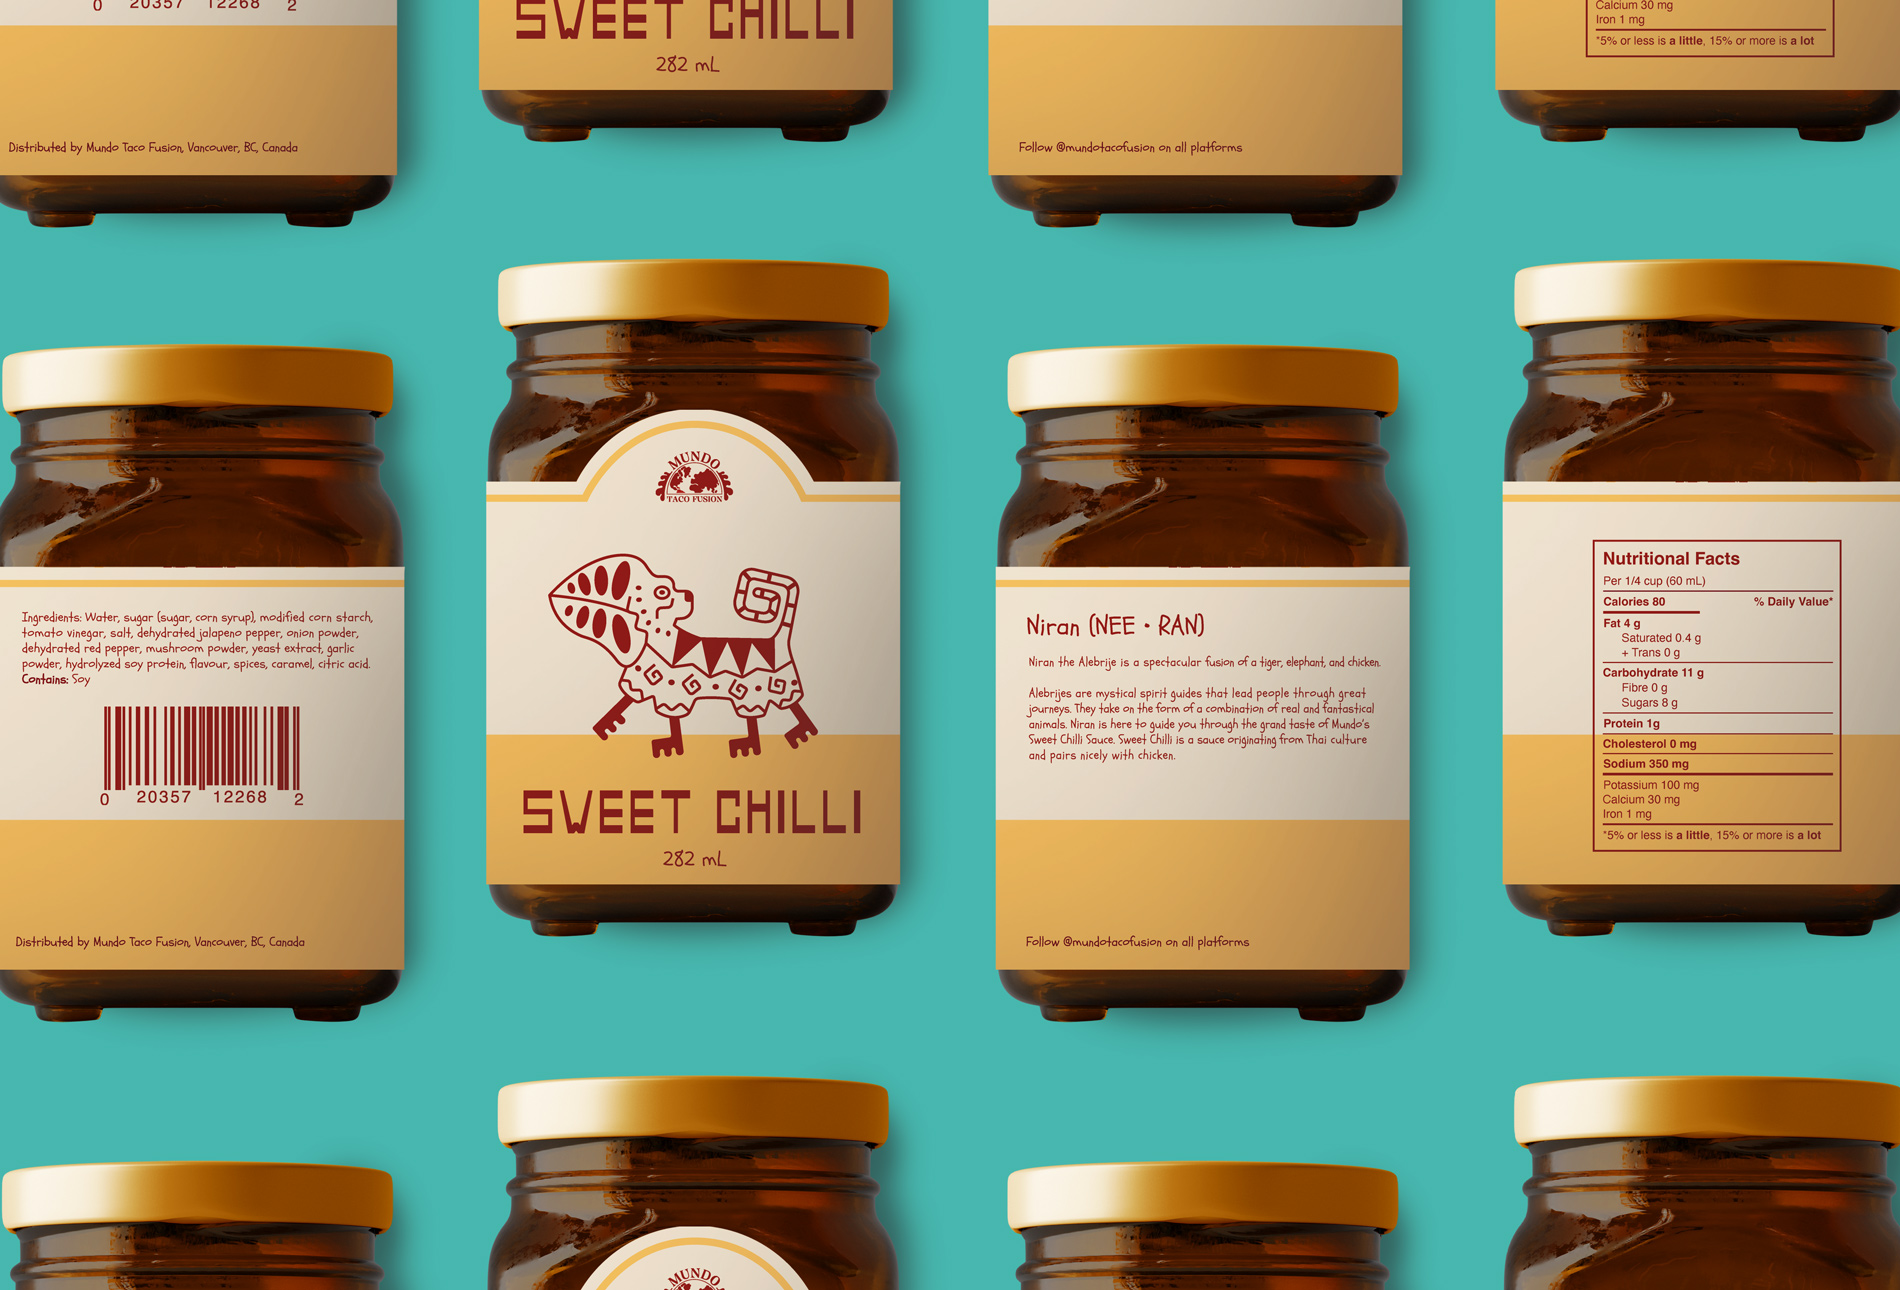 0 20357 12268 2
Distributed by Mundo Taco Fusion, Vancouver, BC, Canada
SWEET CHILLI
282 mL
Follow @mundotacofusion on all platforms
Calcium 30 mg
Iron 1 mg
*5% or less is a little, 15% or more is a lot
Ingredients: Water, sugar (sugar, corn syrup), modified corn starch,
tomato vinegar, salt, dehydrated jalapeno pepper, onion powder,
dehydrated red pepper, mushroom powder, yeast extract, garlic
powder, hydrolyzed soy protein, flavour, spices, caramel, citric acid.
Contains: Soy
0 20357 12268 2
Distributed by Mundo Taco Fusion, Vancouver, BC, Canada
MUNDO
TACO FUSION
SWEET CHILLI
282 mL
Niran (NEE • RAN)
Niran the Alebrije is a spectacular fusion of a tiger, elephant, and chicken.
Alebrijes are mystical spirit guides that lead people through great
journeys. They take on the form of a combination of real and fantastical
animals. Niran is here to guide you through the grand taste of Mundo's
Sweet Chilli Sauce. Sweet Chilli is a sauce originating from Thai culture
and pairs nicely with chicken.
Follow @mundotacofusion on all platforms
Nutritional Facts
Per 1/4 cup (60 mL)
Calories 80 % Daily Value*
Fat 4 g
Saturated 0.4 g
+ Trans 0 g
Carbohydrate 11 g
Fibre 0 g
Sugars 8 g
Protein 1g
Cholesterol 0 mg
Sodium 350 mg
Potassium 100 mg
Calcium 30 mg
Iron 1 mg
*5% or less is a little, 15% or more is a lot
MUNDO